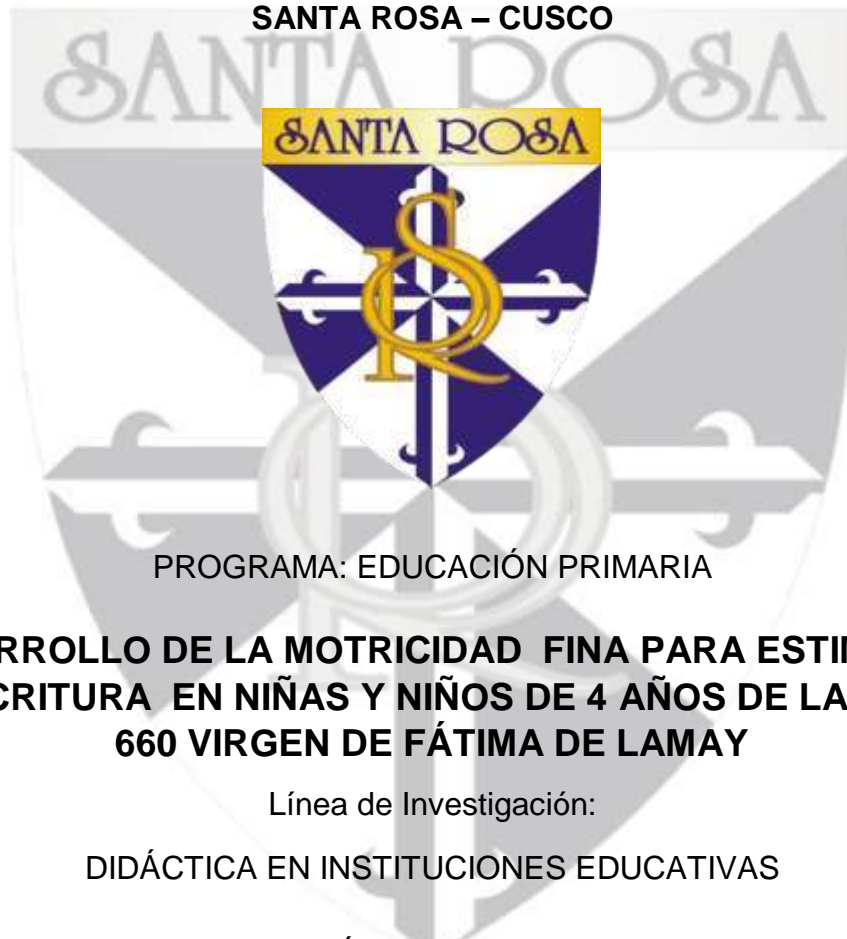 SANTA ROSA – CUSCO
SANTA ROSA
SANTA ROSA
PROGRAMA: EDUCACIÓN PRIMARIA
RROLLO DE LA MOTRICIDAD FINA PARA ESTI
CRITURA EN NIÑAS Y NIÑOS DE 4 AÑOS DE LA
660 VIRGEN DE FÁTIMA DE LAMAY
Línea de Investigación:
DIDÁCTICA EN INSTITUCIONES EDUCATIVAS